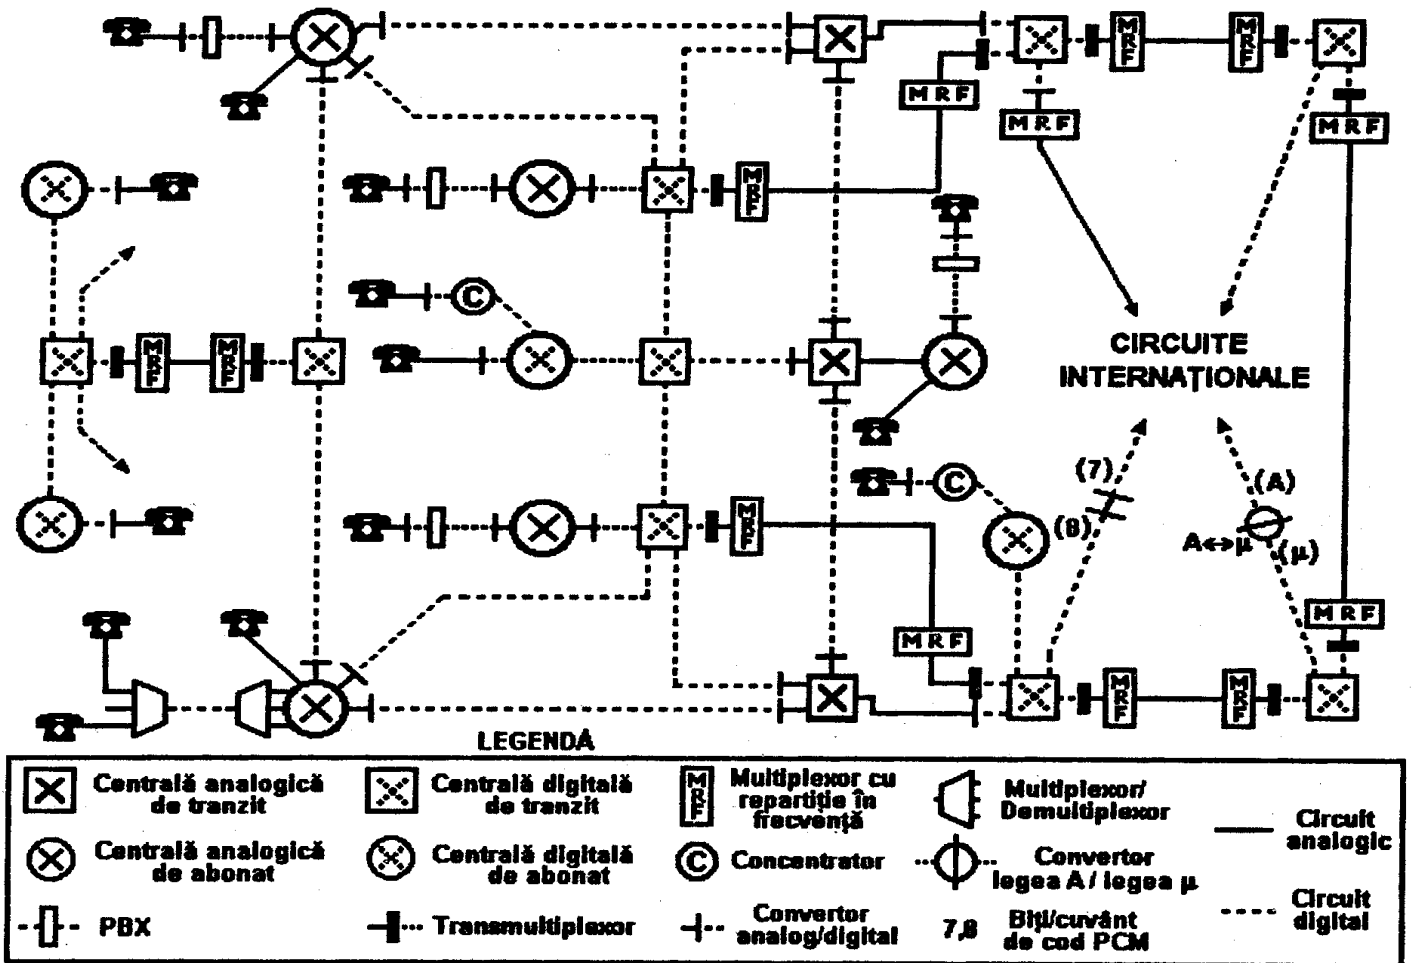 MRF
MRF
MRF
MRF
MRF
MRF
C
CIRCUITE
INTERNAȚIONALE
MRF
MRF
(7)
(A)
C
(8)
A↔μ
(μ)
MRF
MRF
MRF
MRF
MRF
LEGENDĂ
Centrală analogică
de tranzit
Centrală digitală
de tranzit
MRF
Multiplexor cu
repartiție în
frecvență
Multiplexor/
Demultiplexor
Circuit
analogic
Centrală analogică
de abonat
Centrală digitală
de abonat
C
Concentrator
Convertor
legea A / legea μ
PBX
Transmultiplexor
Convertor
analog/digital
7,8
Biți/cuvânt
de cod PCM
Circuit
digital